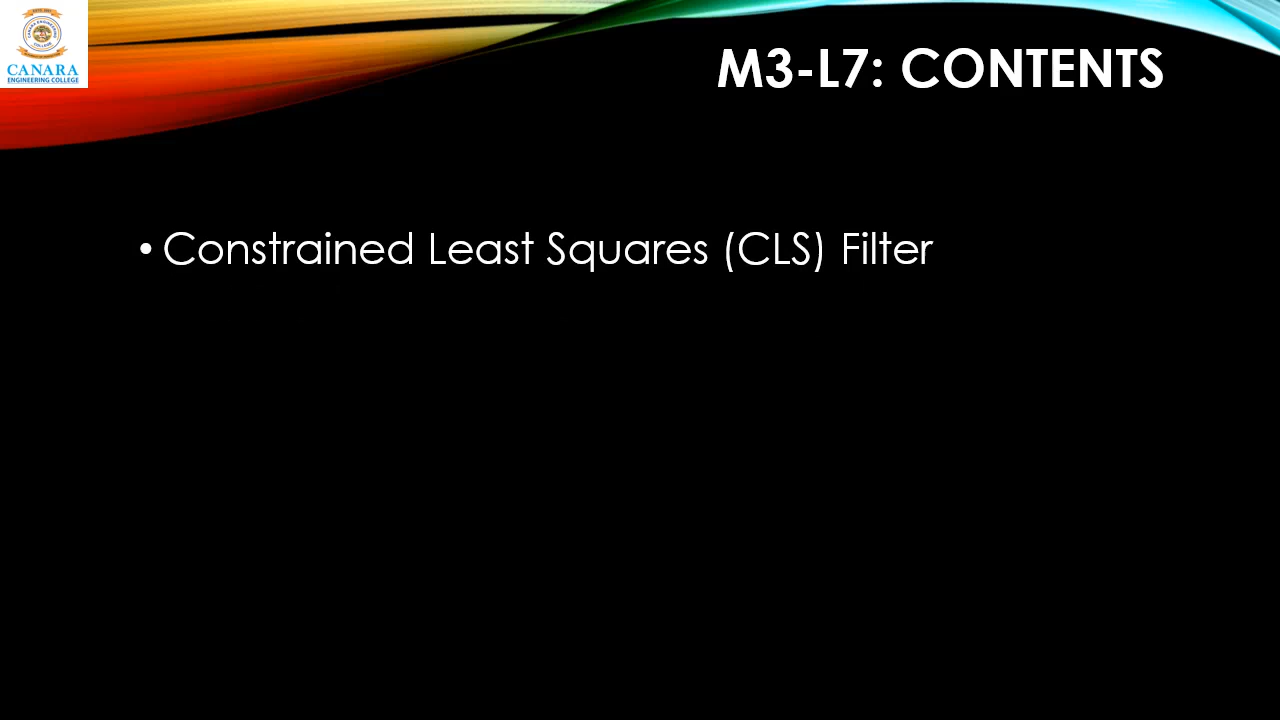 CANARA
ENGINEERING COLLEGE
M3-L7: CONTENTS
• Constrained Least Squares (CLS) Filter